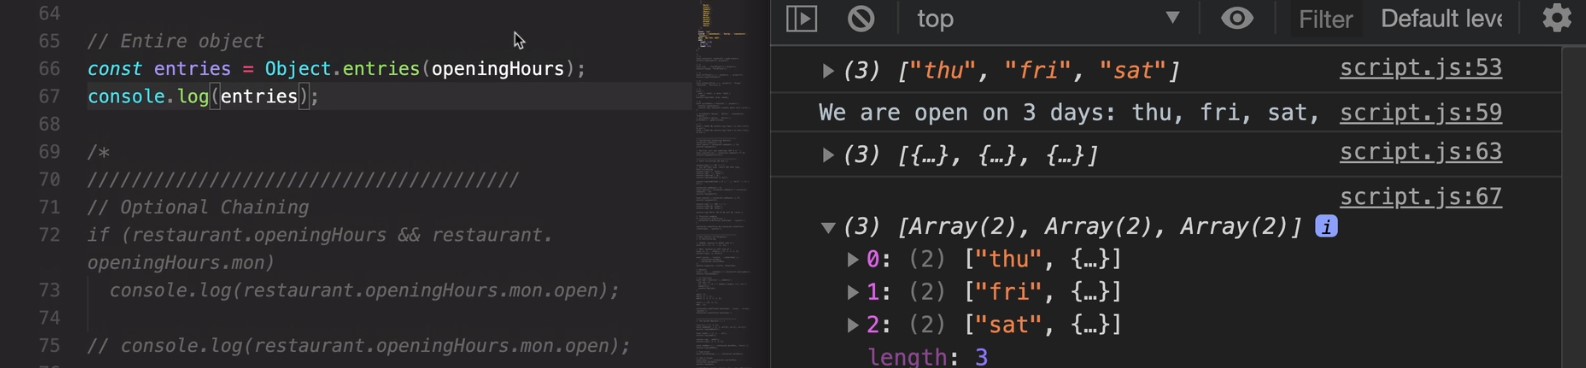 64
65 // Entire object
66 const entries = Object.entries(openingHours);
67 console.log(entries);
68
69 /*
70 ///////////////////////////////////////
71 // Optional Chaining
72 if (restaurant.openingHours && restaurant.
openingHours.mon)
73 console.log(restaurant.openingHours.mon.open);
74
75 // console.log(restaurant.openingHours.mon.open);
top Filter Default leve
(3) ["thu", "fri", "sat"] script.js:53
We are open on 3 days: thu, fri, sat, script.js:59
(3) [{…}, {…}, {…}] script.js:63
script.js:67
(3) [Array(2), Array(2), Array(2)] i
0: (2) ["thu", {…}]
1: (2) ["fri", {…}]
2: (2) ["sat", {…}]
length: 3